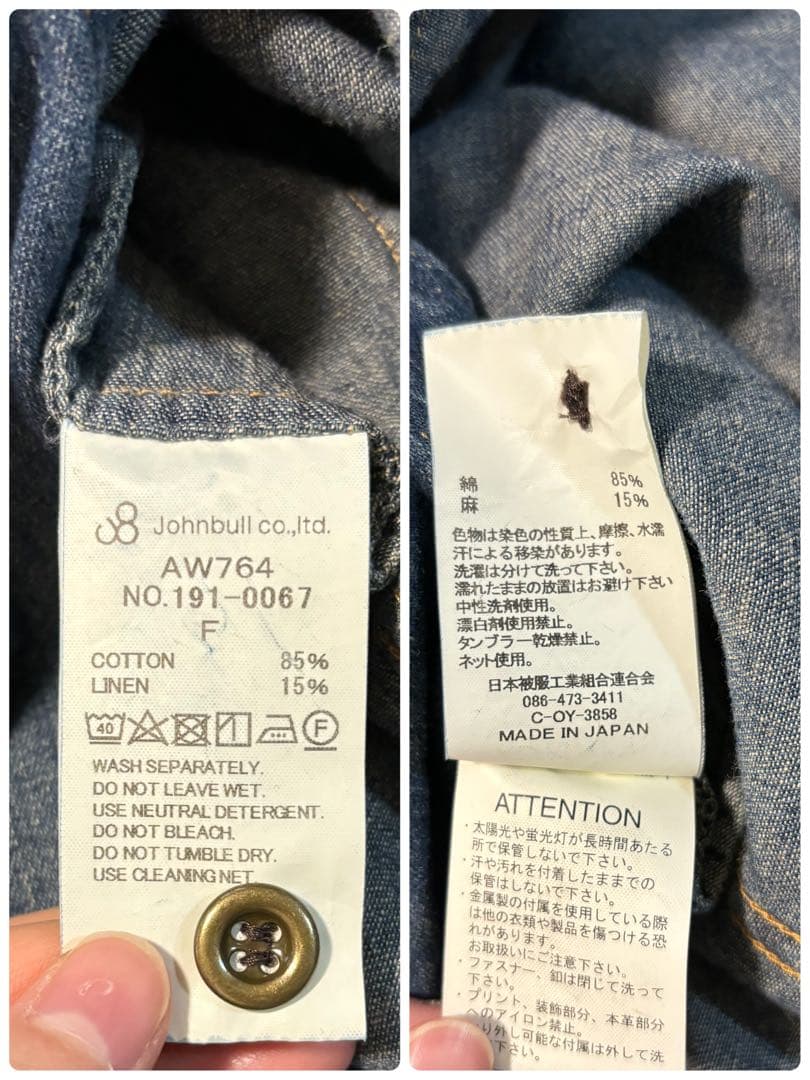 Johnbull co.,ltd.
AW764
NO.191-0067
F
COTTON 85%
LINEN 15%
40
F
WASH SEPARATELY.
DO NOT LEAVE WET.
USE NEUTRAL DETERGENT.
DO NOT BLEACH.
DO NOT TUMBLE DRY.
USE CLEANING NET.
綿 85%
麻 15%
色物は染色の性質上、摩擦、水濡
汗による移染があります。
洗濯は分けて洗って下さい。
濡れたままの放置はお避け下さい
中性洗剤使用。
漂白剤使用禁止。
タンブラー乾燥禁止。
ネット使用。
日本被服工業組合連合会
086-473-3411
C-OY-3858
MADE IN JAPAN
ATTENTION
・太陽光や蛍光灯が長時間あたる
所で保管しないで下さい。
・汗や汚れを付着したままでの
保管はしないで下さい。
・金属製の付属を使用している際
は他の衣類や製品を傷つける恐
れがあります。
お取扱いにご注意下さい。
・ファスナー、釦は閉じて洗って
下さい。
・プリント、装飾部分、本革部分
へのアイロン禁止。
り外し可能な付属は外して洗
下さい。